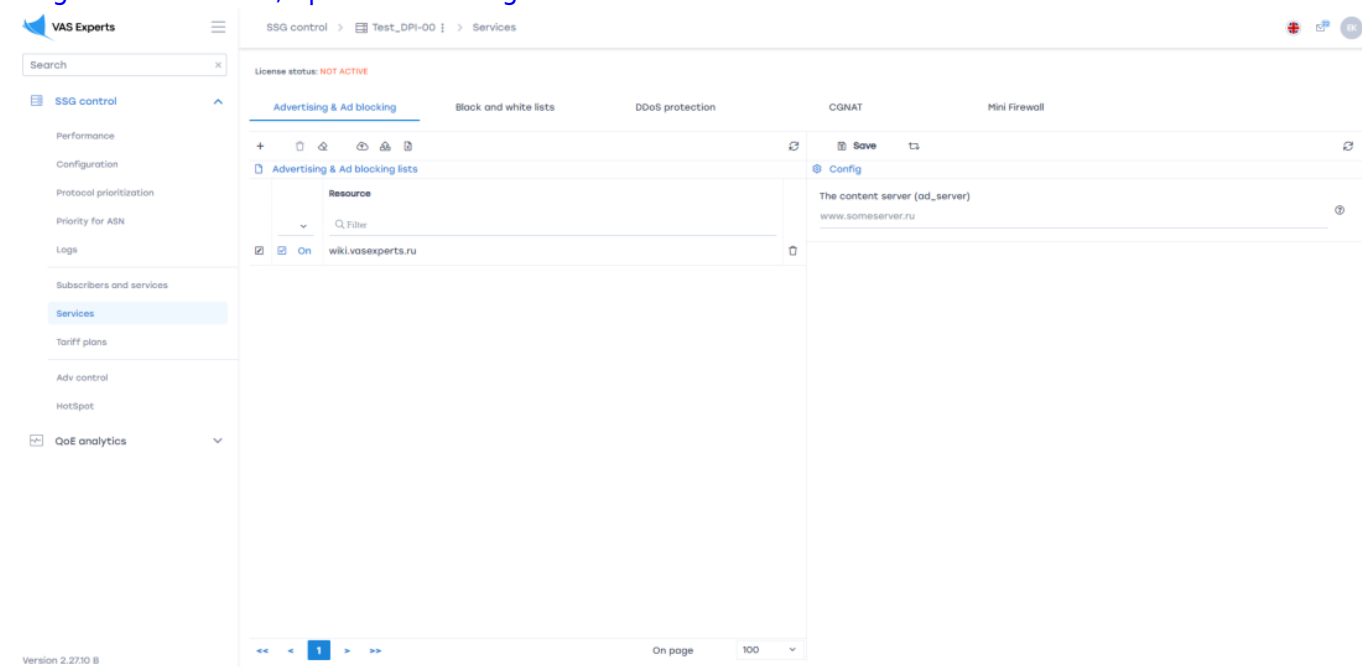 VAS Experts
SSG control > Test_DPI-00 > Services
EK
Search
License status: NOT ACTIVE
SSG control
Advertising & Ad blocking Black and white lists DDoS protection CGNAT Mini Firewall
Performance
Configuration
Protocol prioritization
Priority for ASN
Logs
Subscribers and services
Services
Tariff plans
Adv control
HotSpot
QoE analytics
Version 2.27.10 B
Advertising & Ad blocking lists
Resource
Filter
On wiki.vasexperts.ru
<< < 1 > >> On page 100
Save
Config
The content server (ad_server)
www.someserver.ru